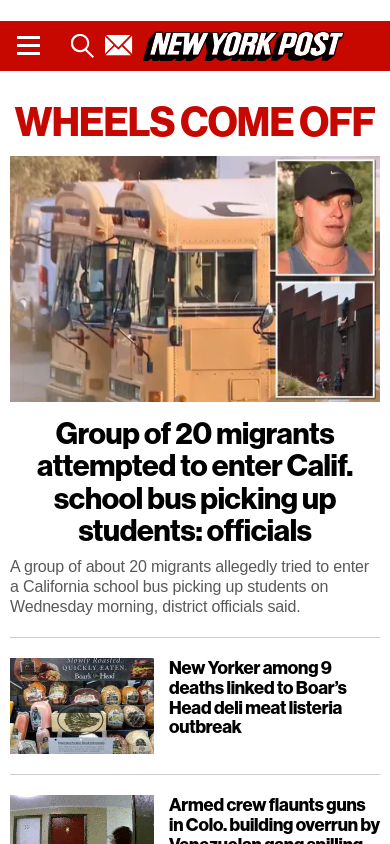 NEW YORK POST
WHEELS COME OFF
Group of 20 migrants
attempted to enter Calif.
school bus picking up
students: officials
A group of about 20 migrants allegedly tried to enter
a California school bus picking up students on
Wednesday morning, district officials said.
Slowly Roasted
QUICKLY EATEN.
Boar's Head
New Yorker among 9
deaths linked to Boar’s
Head deli meat listeria
outbreak
Armed crew flaunts guns
in Colo. building overrun by
Venezuelan gang spilling